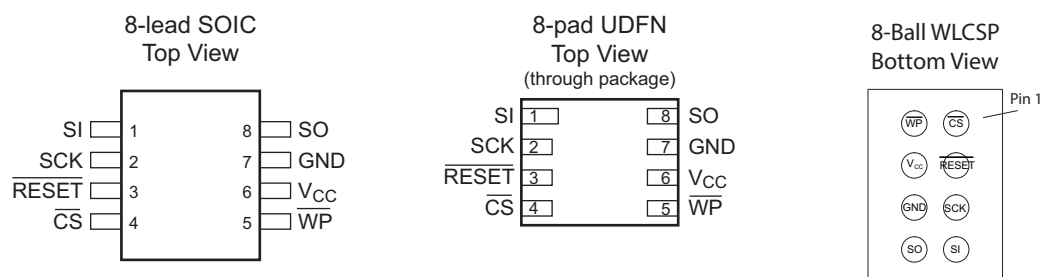 8-lead SOIC
Top View
SI 1 8 SO
SCK 2 7 GND
RESET 3 6 VCC
CS 4 5 WP
8-pad UDFN
Top View
(through package)
SI 1 8 SO
SCK 2 7 GND
RESET 3 6 VCC
CS 4 5 WP
8-Ball WLCSP
Bottom View
Pin 1
WP CS
VCC RESET
GND SCK
SO SI